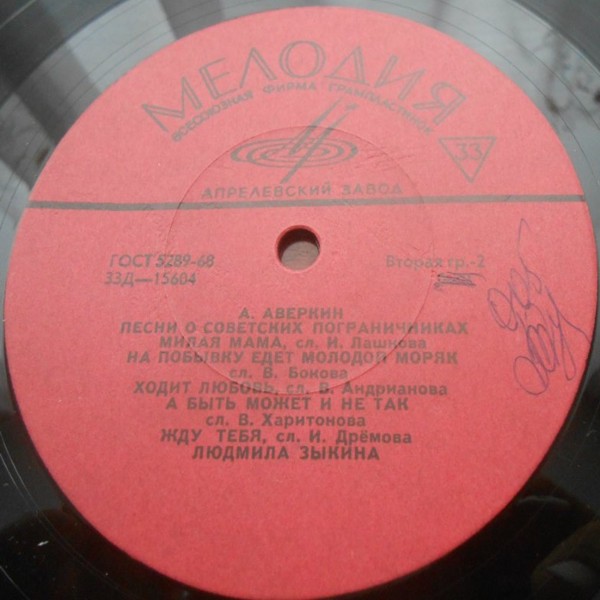 МЕЛОДИЯ
ВСЕСОЮЗНАЯ ФИРМА ГРАМПЛАСТИНОК
33
АПРЕЛЕВСКИЙ ЗАВОД
ГОСТ 5289-68
Вторая гр.-2
33Д—15604
А. АВЕРКИН
ПЕСНИ О СОВЕТСКИХ ПОГРАНИЧНИКАХ
МИЛАЯ МАМА, сл. И. Лашкова
НА ПОБЫВКУ ЕДЕТ МОЛОДОЙ МОРЯК
сл. В. Бокова
ХОДИТ ЛЮБОВЬ, сл. В. Андрианова
А БЫТЬ МОЖЕТ И НЕ ТАК
сл. В. Харитонова
ЖДУ ТЕБЯ, сл. И. Дрёмова
ЛЮДМИЛА ЗЫКИНА